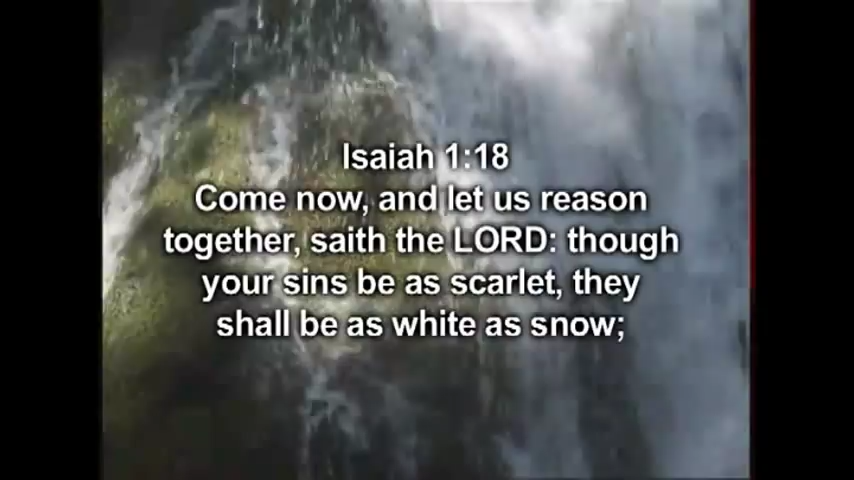 Isaiah 1:18
Come now, and let us reason
together, saith the LORD: though
your sins be as scarlet, they
shall be as white as snow;